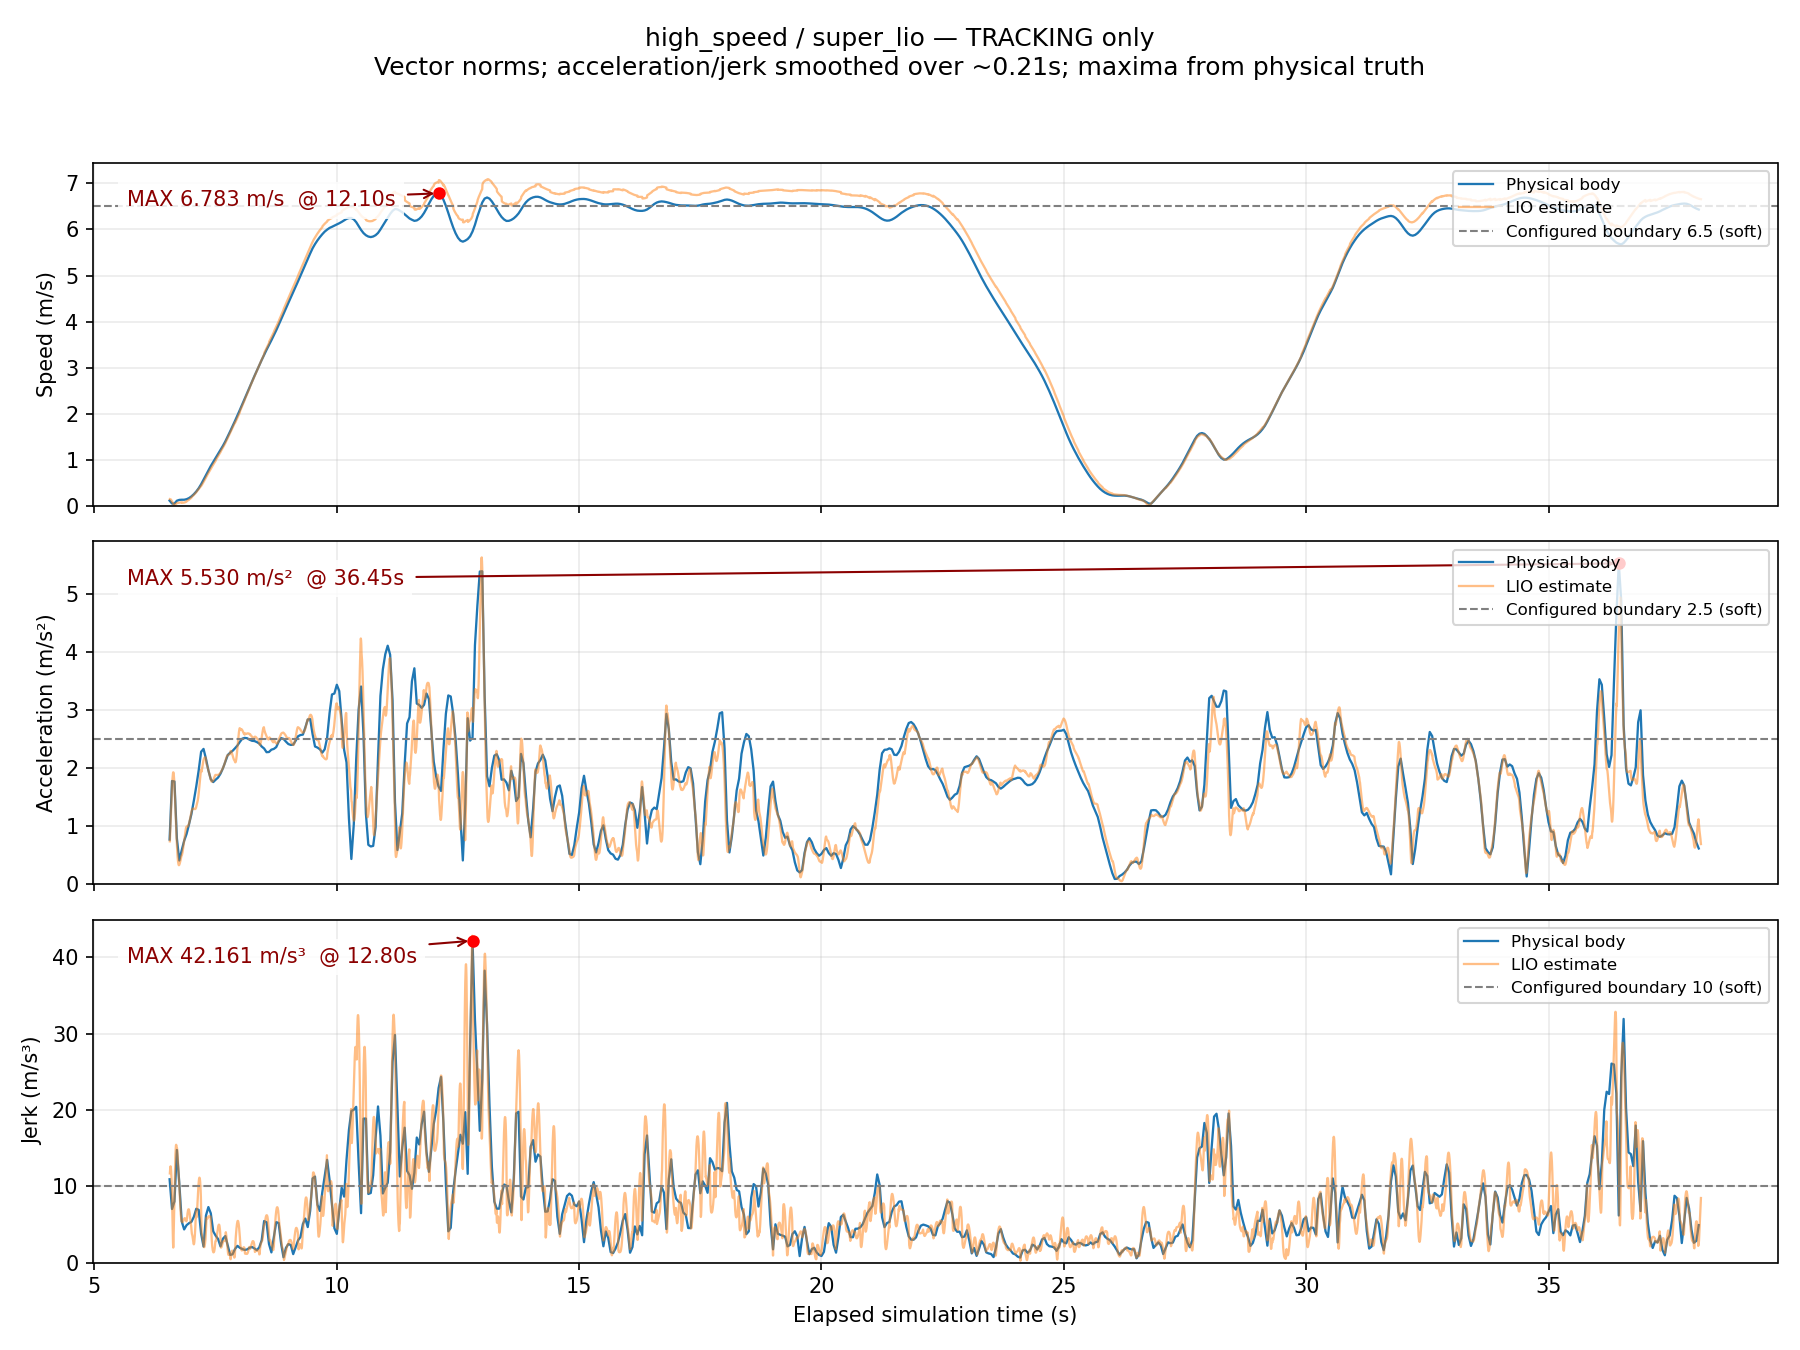 high_speed / super_lio — TRACKING only
Vector norms; acceleration/jerk smoothed over ~0.21s; maxima from physical truth
Speed (m/s)
7
6
5
4
3
2
1
0
MAX 6.783 m/s @ 12.10s
Physical body
LIO estimate
Configured boundary 6.5 (soft)
Acceleration (m/s²)
5
4
3
2
1
0
MAX 5.530 m/s² @ 36.45s
Physical body
LIO estimate
Configured boundary 2.5 (soft)
Jerk (m/s³)
40
30
20
10
0
MAX 42.161 m/s³ @ 12.80s
Physical body
LIO estimate
Configured boundary 10 (soft)
5 10 15 20 25 30 35
Elapsed simulation time (s)